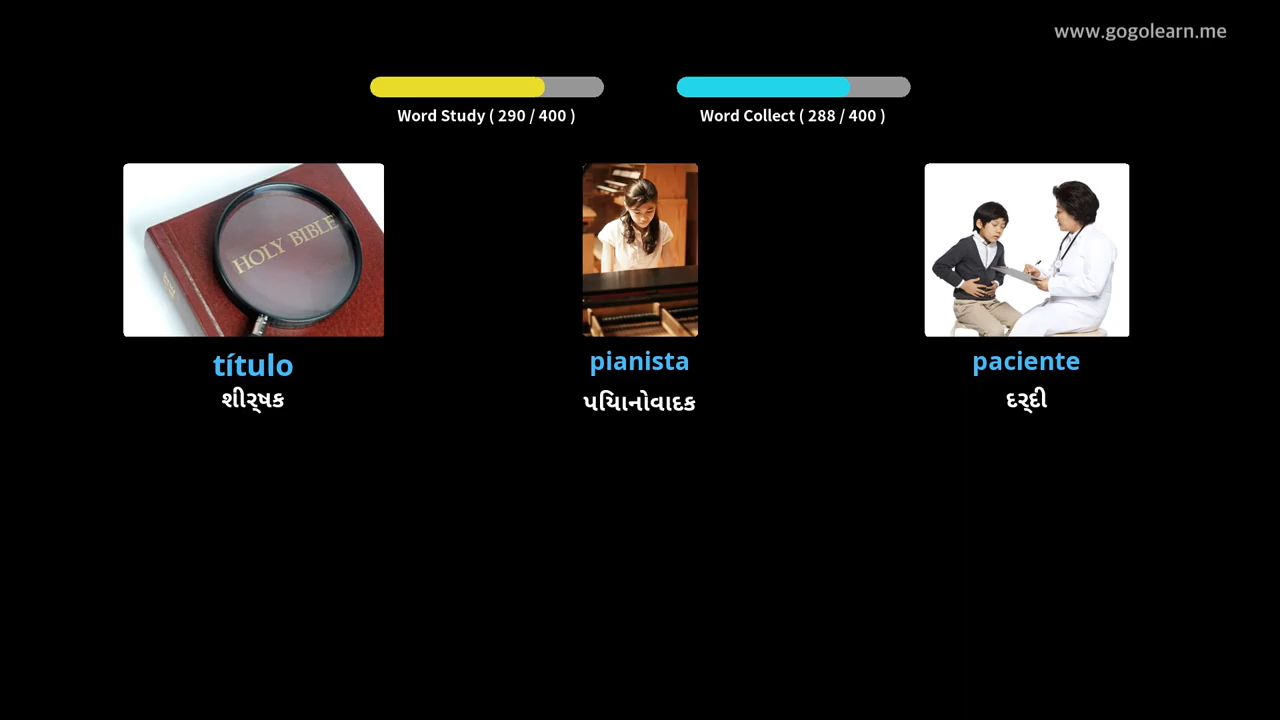 www.gogolearn.me
Word Study ( 290 / 400 )
Word Collect ( 288 / 400 )
HOLY BIBLE
título
pianista
paciente
શીર્ષક
પિયાનોવાદક
દર્દી